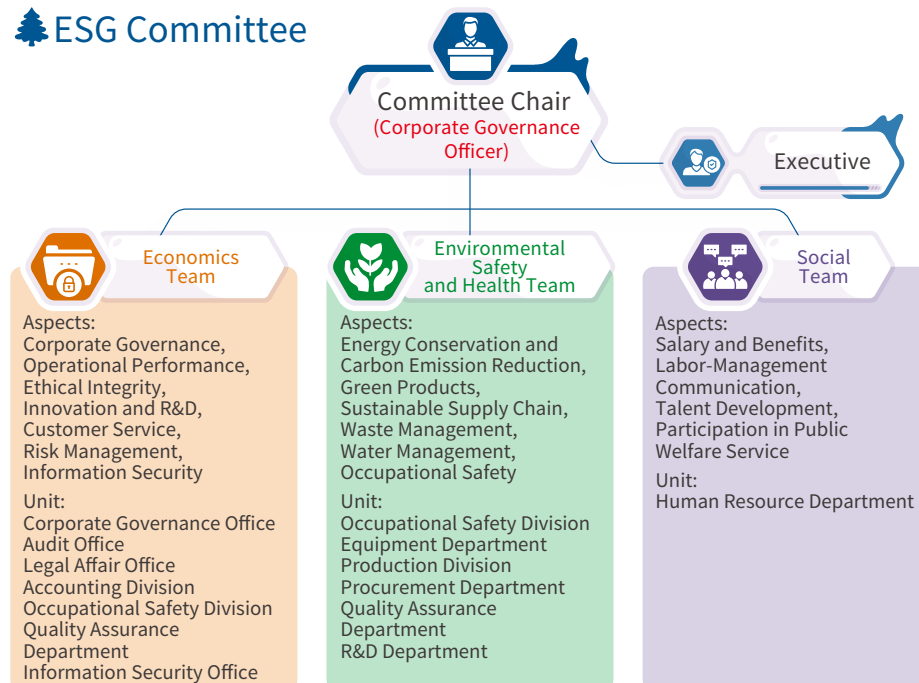 ESG Committee
Committee Chair
(Corporate Governance
Officer)
Executive
Economics
Team
Aspects:
Corporate Governance,
Operational Performance,
Ethical Integrity,
Innovation and R&D,
Customer Service,
Risk Management,
Information Security
Unit:
Corporate Governance Office
Audit Office
Legal Affair Office
Accounting Division
Occupational Safety Division
Quality Assurance
Department
Information Security Office
Environmental
Safety
and Health Team
Aspects:
Energy Conservation and
Carbon Emission Reduction,
Green Products,
Sustainable Supply Chain,
Waste Management,
Water Management,
Occupational Safety
Unit:
Occupational Safety Division
Equipment Department
Production Division
Procurement Department
Quality Assurance
Department
R&D Department
Social
Team
Aspects:
Salary and Benefits,
Labor-Management
Communication,
Talent Development,
Participation in Public
Welfare Service
Unit:
Human Resource Department